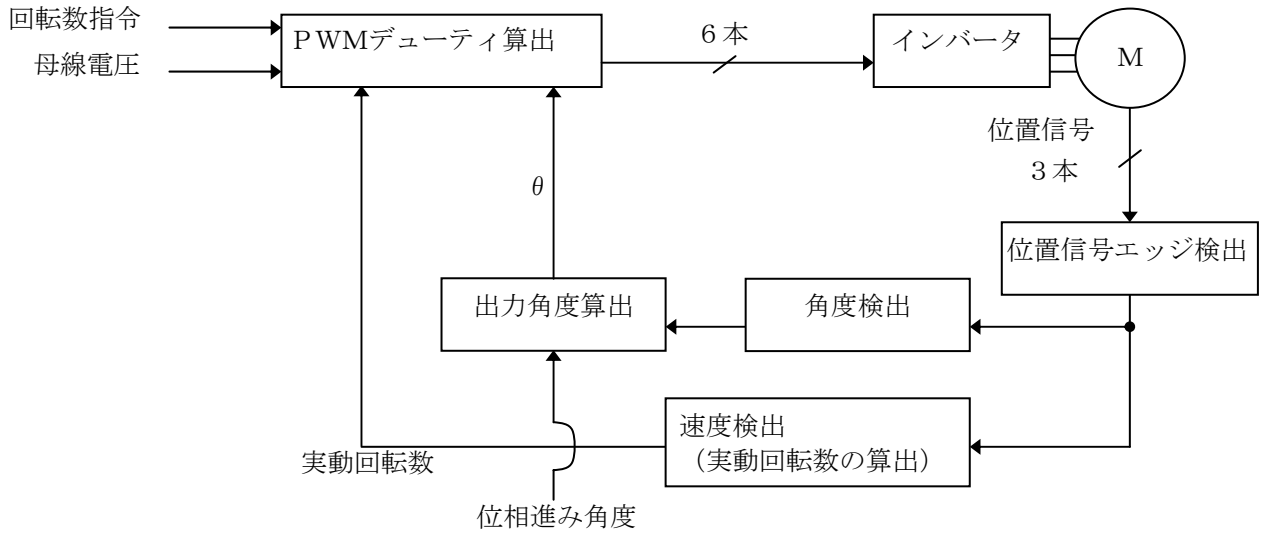 回転数指令
母線電圧
ＰＷＭデューティ算出
６本
インバータ
Ｍ
位置信号
３本
θ
位置信号エッジ検出
出力角度算出
角度検出
速度検出
（実動回転数の算出）
実動回転数
位相進み角度